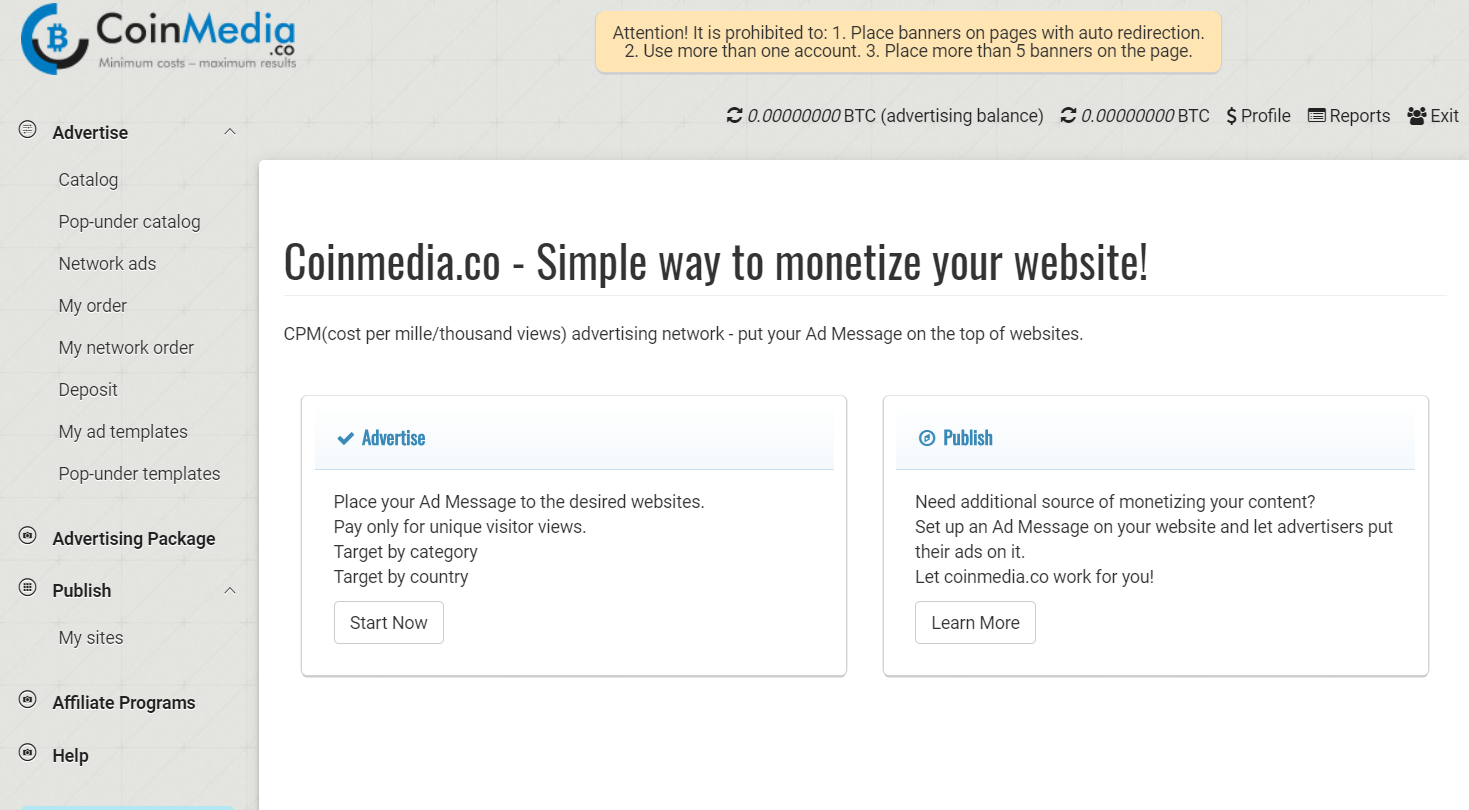 CoinMedia
.co
Minimum costs – maximum results
Attention! It is prohibited to: 1. Place banners on pages with auto redirection.
2. Use more than one account. 3. Place more than 5 banners on the page.
0.00000000 BTC (advertising balance) 0.00000000 BTC Profile Reports Exit
Advertise
Catalog
Pop-under catalog
Network ads
My order
My network order
Deposit
My ad templates
Pop-under templates
Advertising Package
Publish
My sites
Affiliate Programs
Help
Coinmedia.co - Simple way to monetize your website!
CPM(cost per mille/thousand views) advertising network - put your Ad Message on the top of websites.
Advertise
Place your Ad Message to the desired websites.
Pay only for unique visitor views.
Target by category
Target by country
Start Now
Publish
Need additional source of monetizing your content?
Set up an Ad Message on your website and let advertisers put
their ads on it.
Let coinmedia.co work for you!
Learn More